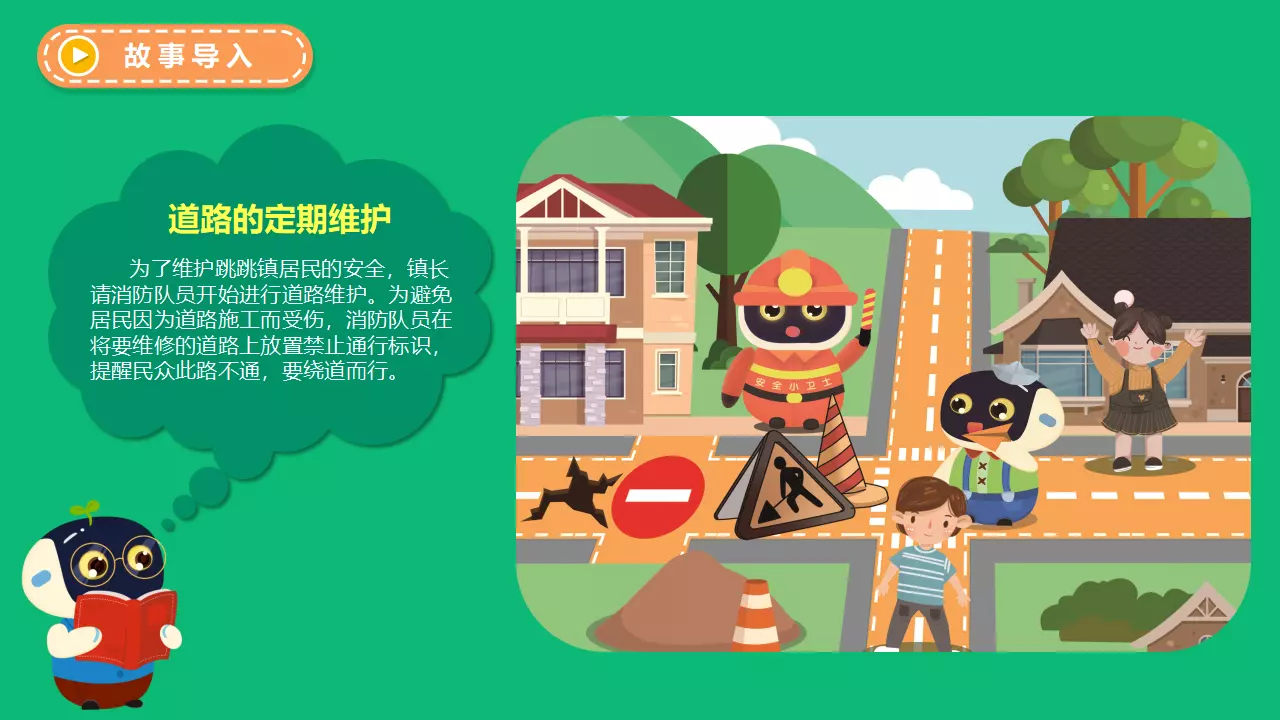 故事导入
道路的定期维护
为了维护跳跳镇居民的安全，镇长
请消防队员开始进行道路维护。为避免
居民因为道路施工而受伤，消防队员在
将要维修的道路上放置禁止通行标识，
提醒民众此路不通，要绕道而行。
安全小卫士